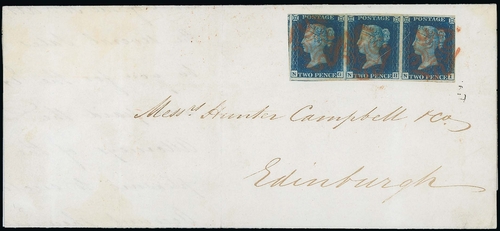 POSTAGE POSTAGE POSTAGE
N G TWO PENCE N H TWO PENCE N I
TWO PENCE
Messrs Hunter Campbell & Co.
Edinburgh